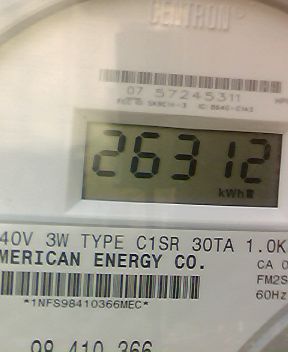 CENTRON®
07 57245311
26312
kWh
40V 3W TYPE C1SR 30TA 1.0K
MERICAN ENERGY CO.
CA 0
FM2S
*1NFS98410366MEC*
60Hz
98 410 366